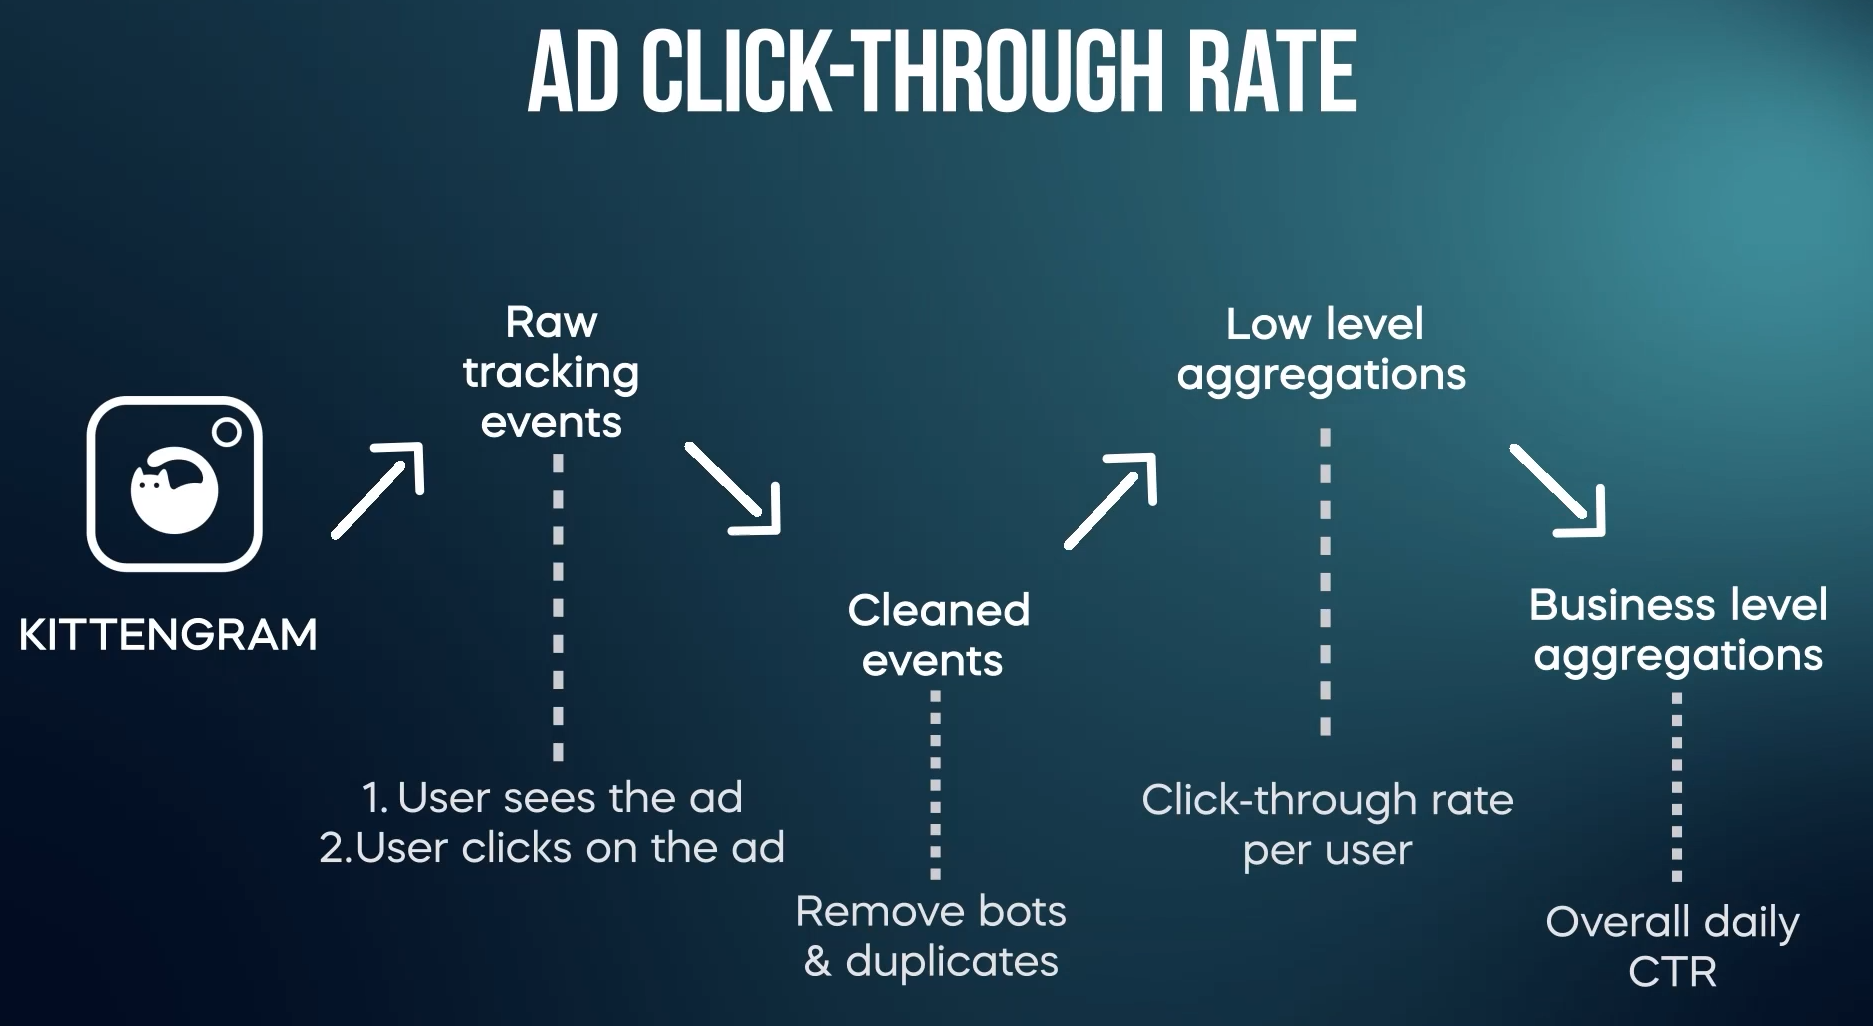 AD CLICK-THROUGH RATE
Raw
tracking
events
Low level
aggregations
KITTENGRAM
Cleaned
events
Business level
aggregations
1. User sees the ad
2.User clicks on the ad
Click-through rate
per user
Remove bots
& duplicates
Overall daily
CTR